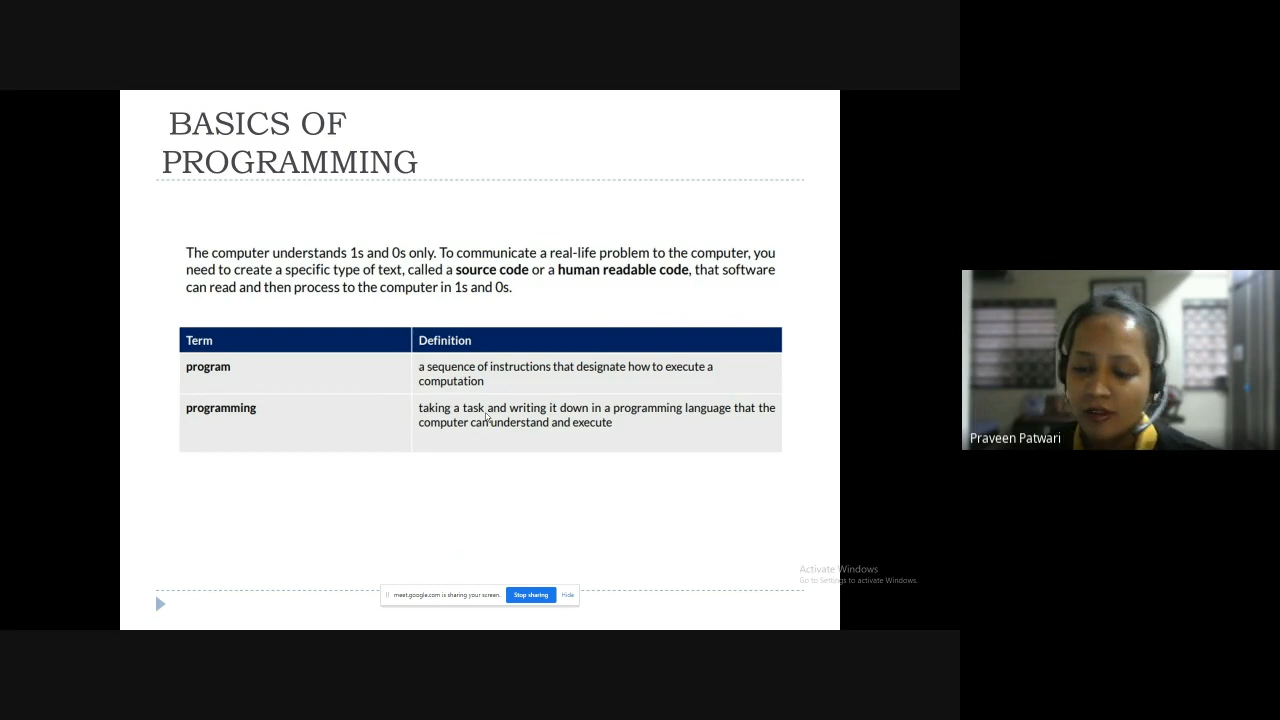 BASICS OF
PROGRAMMING
The computer understands 1s and 0s only. To communicate a real-life problem to the computer, you
need to create a specific type of text, called a source code or a human readable code, that software
can read and then process to the computer in 1s and 0s.
Term Definition
program a sequence of instructions that designate how to execute a
computation
programming taking a task and writing it down in a programming language that the
computer can understand and execute
Praveen Patwari
Activate Windows
Go to Settings to activate Windows.
meet.google.com is sharing your screen. Stop sharing Hide